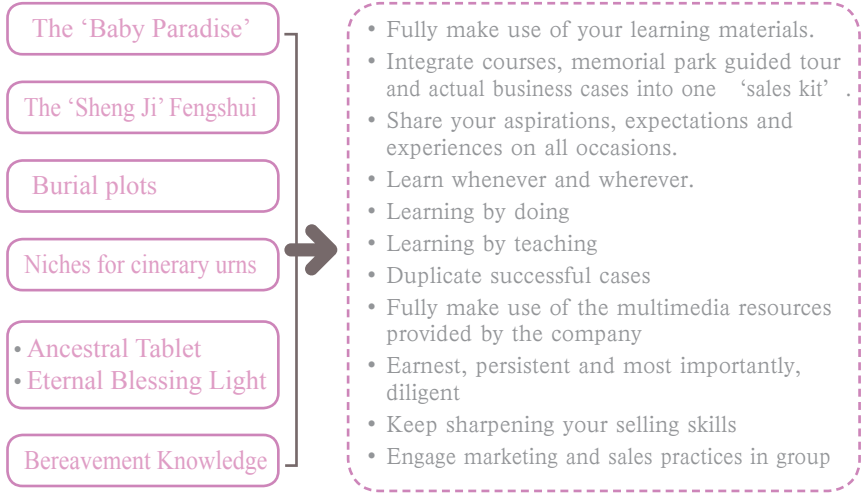 The ‘Baby Paradise’
The ‘Sheng Ji’ Fengshui
Burial plots
Niches for cinerary urns
• Ancestral Tablet
• Eternal Blessing Light
Bereavement Knowledge
• Fully make use of your learning materials.
• Integrate courses, memorial park guided tour
and actual business cases into one ‘sales kit’ .
• Share your aspirations, expectations and
experiences on all occasions.
• Learn whenever and wherever.
• Learning by doing
• Learning by teaching
• Duplicate successful cases
• Fully make use of the multimedia resources
provided by the company
• Earnest, persistent and most importantly,
diligent
• Keep sharpening your selling skills
• Engage marketing and sales practices in group